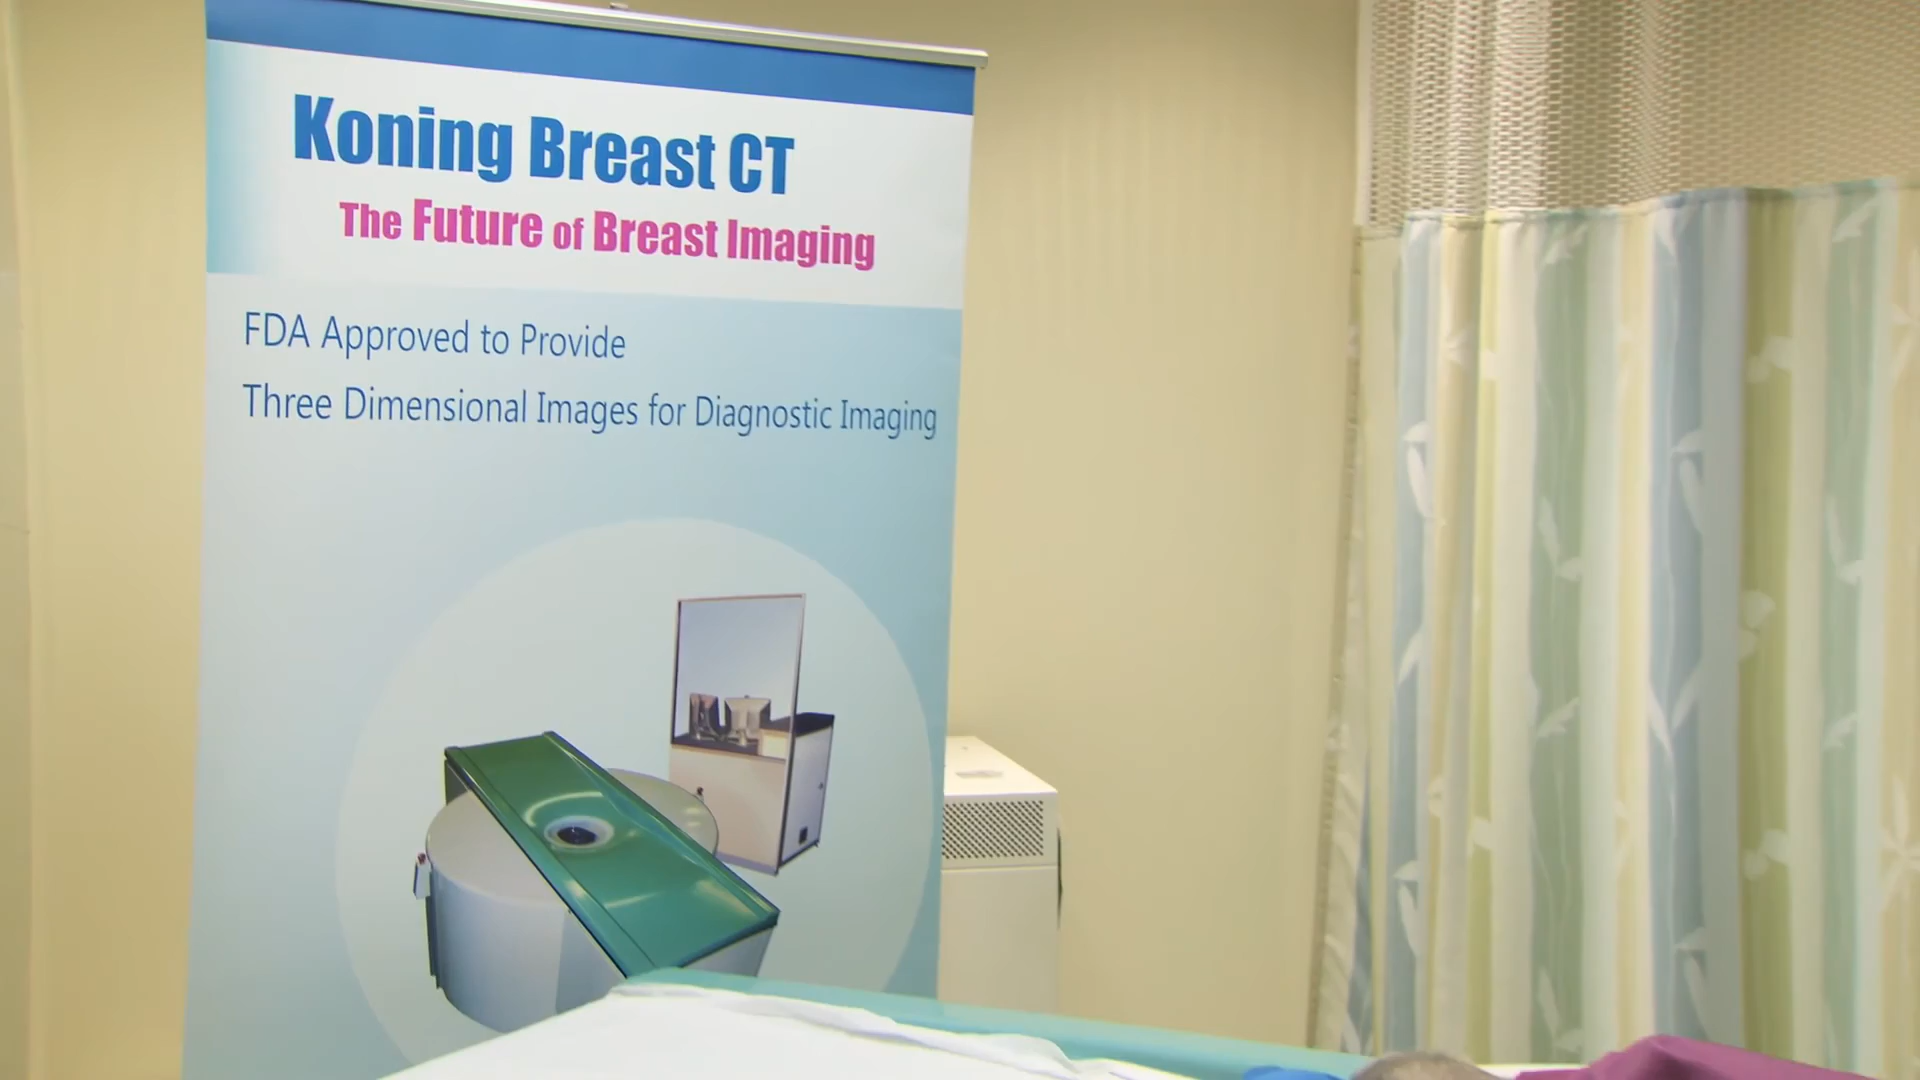 Koning Breast CT
The Future of Breast Imaging
FDA Approved to Provide
Three Dimensional Images for Diagnostic Imaging